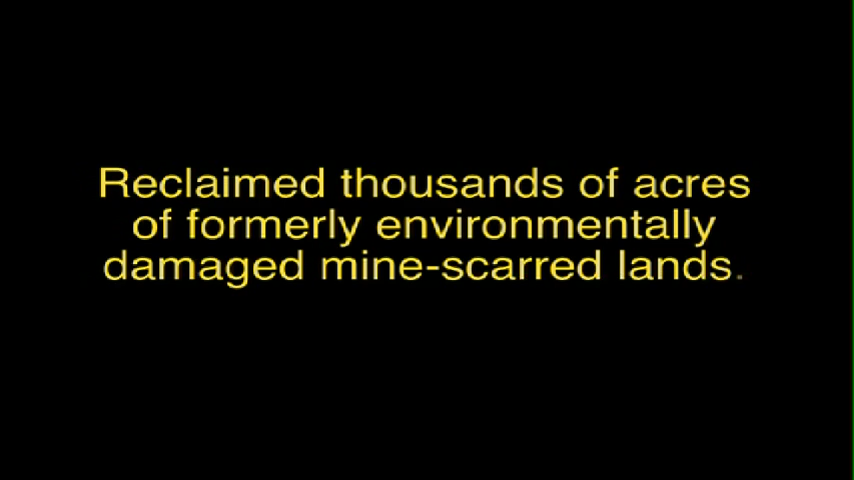 Reclaimed thousands of acres
of formerly environmentally
damaged mine-scarred lands.